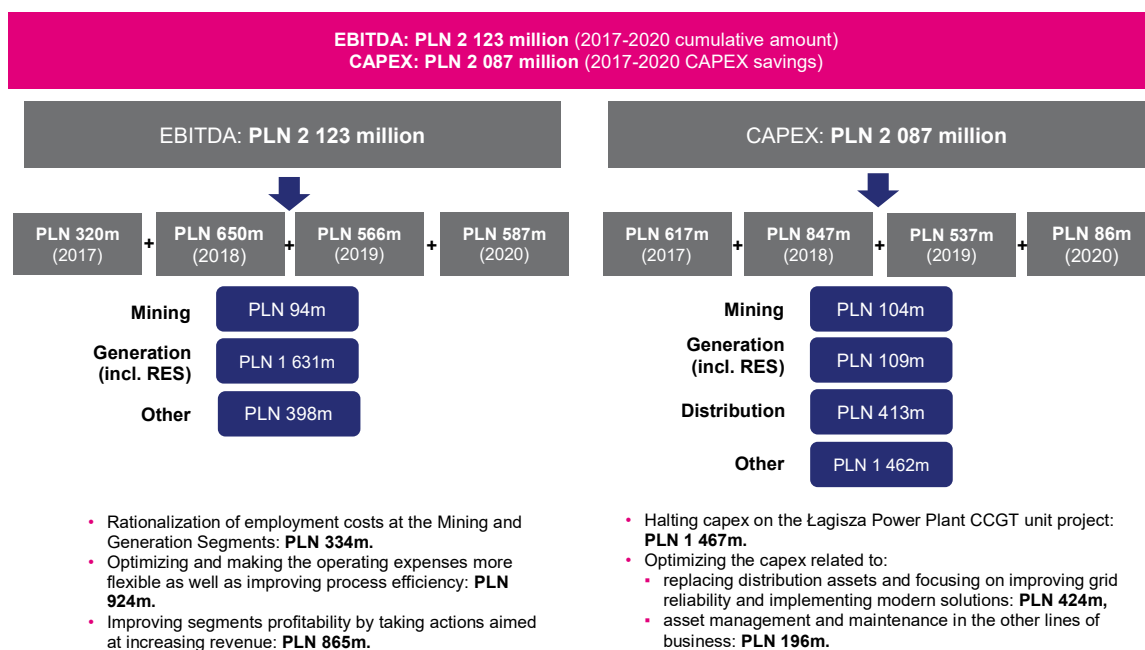 EBITDA: PLN 2 123 million (2017-2020 cumulative amount)
CAPEX: PLN 2 087 million (2017-2020 CAPEX savings)
EBITDA: PLN 2 123 million
PLN 320m
(2017)
+
PLN 650m
(2018)
+
PLN 566m
(2019)
+
PLN 587m
(2020)
Mining
PLN 94m
Generation
(incl. RES)
PLN 1 631m
Other
PLN 398m
• Rationalization of employment costs at the Mining and
Generation Segments: PLN 334m.
• Optimizing and making the operating expenses more
flexible as well as improving process efficiency: PLN
924m.
• Improving segments profitability by taking actions aimed
at increasing revenue: PLN 865m.
CAPEX: PLN 2 087 million
PLN 617m
(2017)
+
PLN 847m
(2018)
+
PLN 537m
(2019)
+
PLN 86m
(2020)
Mining
PLN 104m
Generation
(incl. RES)
PLN 109m
Distribution
PLN 413m
Other
PLN 1 462m
• Halting capex on the Łagisza Power Plant CCGT unit project:
PLN 1 467m.
• Optimizing the capex related to:
▪ replacing distribution assets and focusing on improving grid
reliability and implementing modern solutions: PLN 424m,
▪ asset management and maintenance in the other lines of
business: PLN 196m.